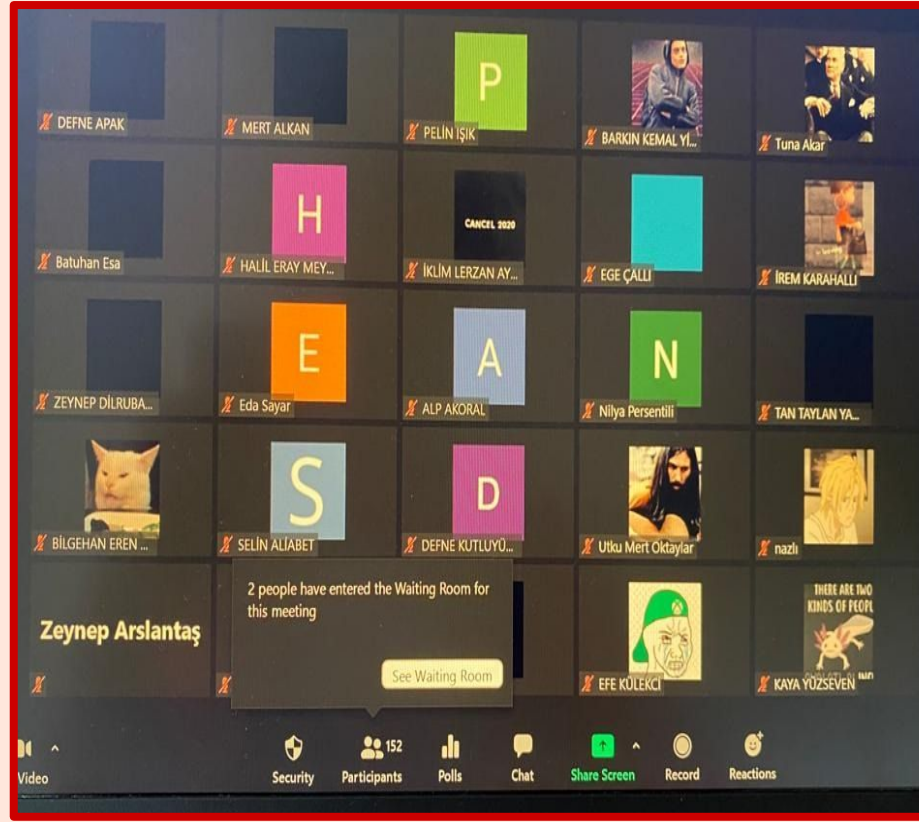 DEFNE APAK
MERT ALKAN
P
PELİN IŞIK
BARKIN KEMAL Yİ...
Tuna Akar
Batuhan Esa
H
HALİL ERAY MEY...
CANCEL 2020
İKLİM LERZAN AY...
EGE ÇALLI
İREM KARAHALLI
ZEYNEP DİLRUBA...
E
Eda Sayar
A
ALP AKORAL
N
Nilya Persentili
TAN TAYLAN YA...
BİLGEHAN EREN ...
S
SELİN ALİABET
D
DEFNE KUTLUYÜ...
Utku Mert Oktaylar
nazlı
Zeynep Arslantaş
2 people have entered the Waiting Room for
this meeting
See Waiting Room
EFE KÜLEKCİ
THERE ARE TWO
KINDS OF PEOPL
KAYA YÜZSEVEN
Video
Security
Participants
152
Polls
Chat
Share Screen
Record
Reactions